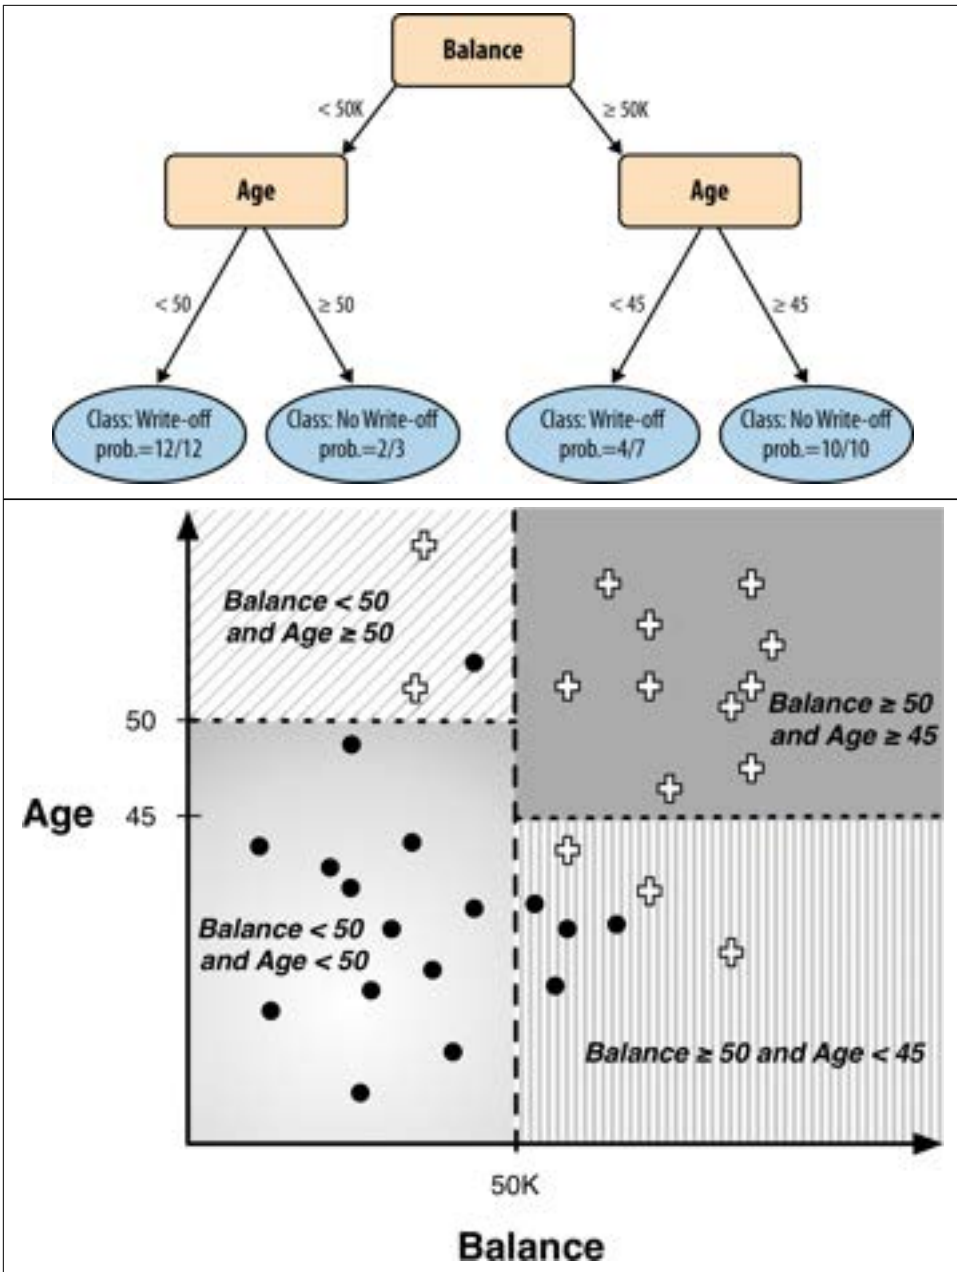 Balance
< 50K
≥ 50K
Age
Age
< 50
≥ 50
< 45
≥ 45
Class: Write-off
prob.=12/12
Class: No Write-off
prob.=2/3
Class: Write-off
prob.=4/7
Class: No Write-off
prob.=10/10
Balance < 50
and Age ≥ 50
Balance ≥ 50
and Age ≥ 45
50
Age
45
Balance < 50
and Age < 50
Balance ≥ 50 and Age < 45
50K
Balance